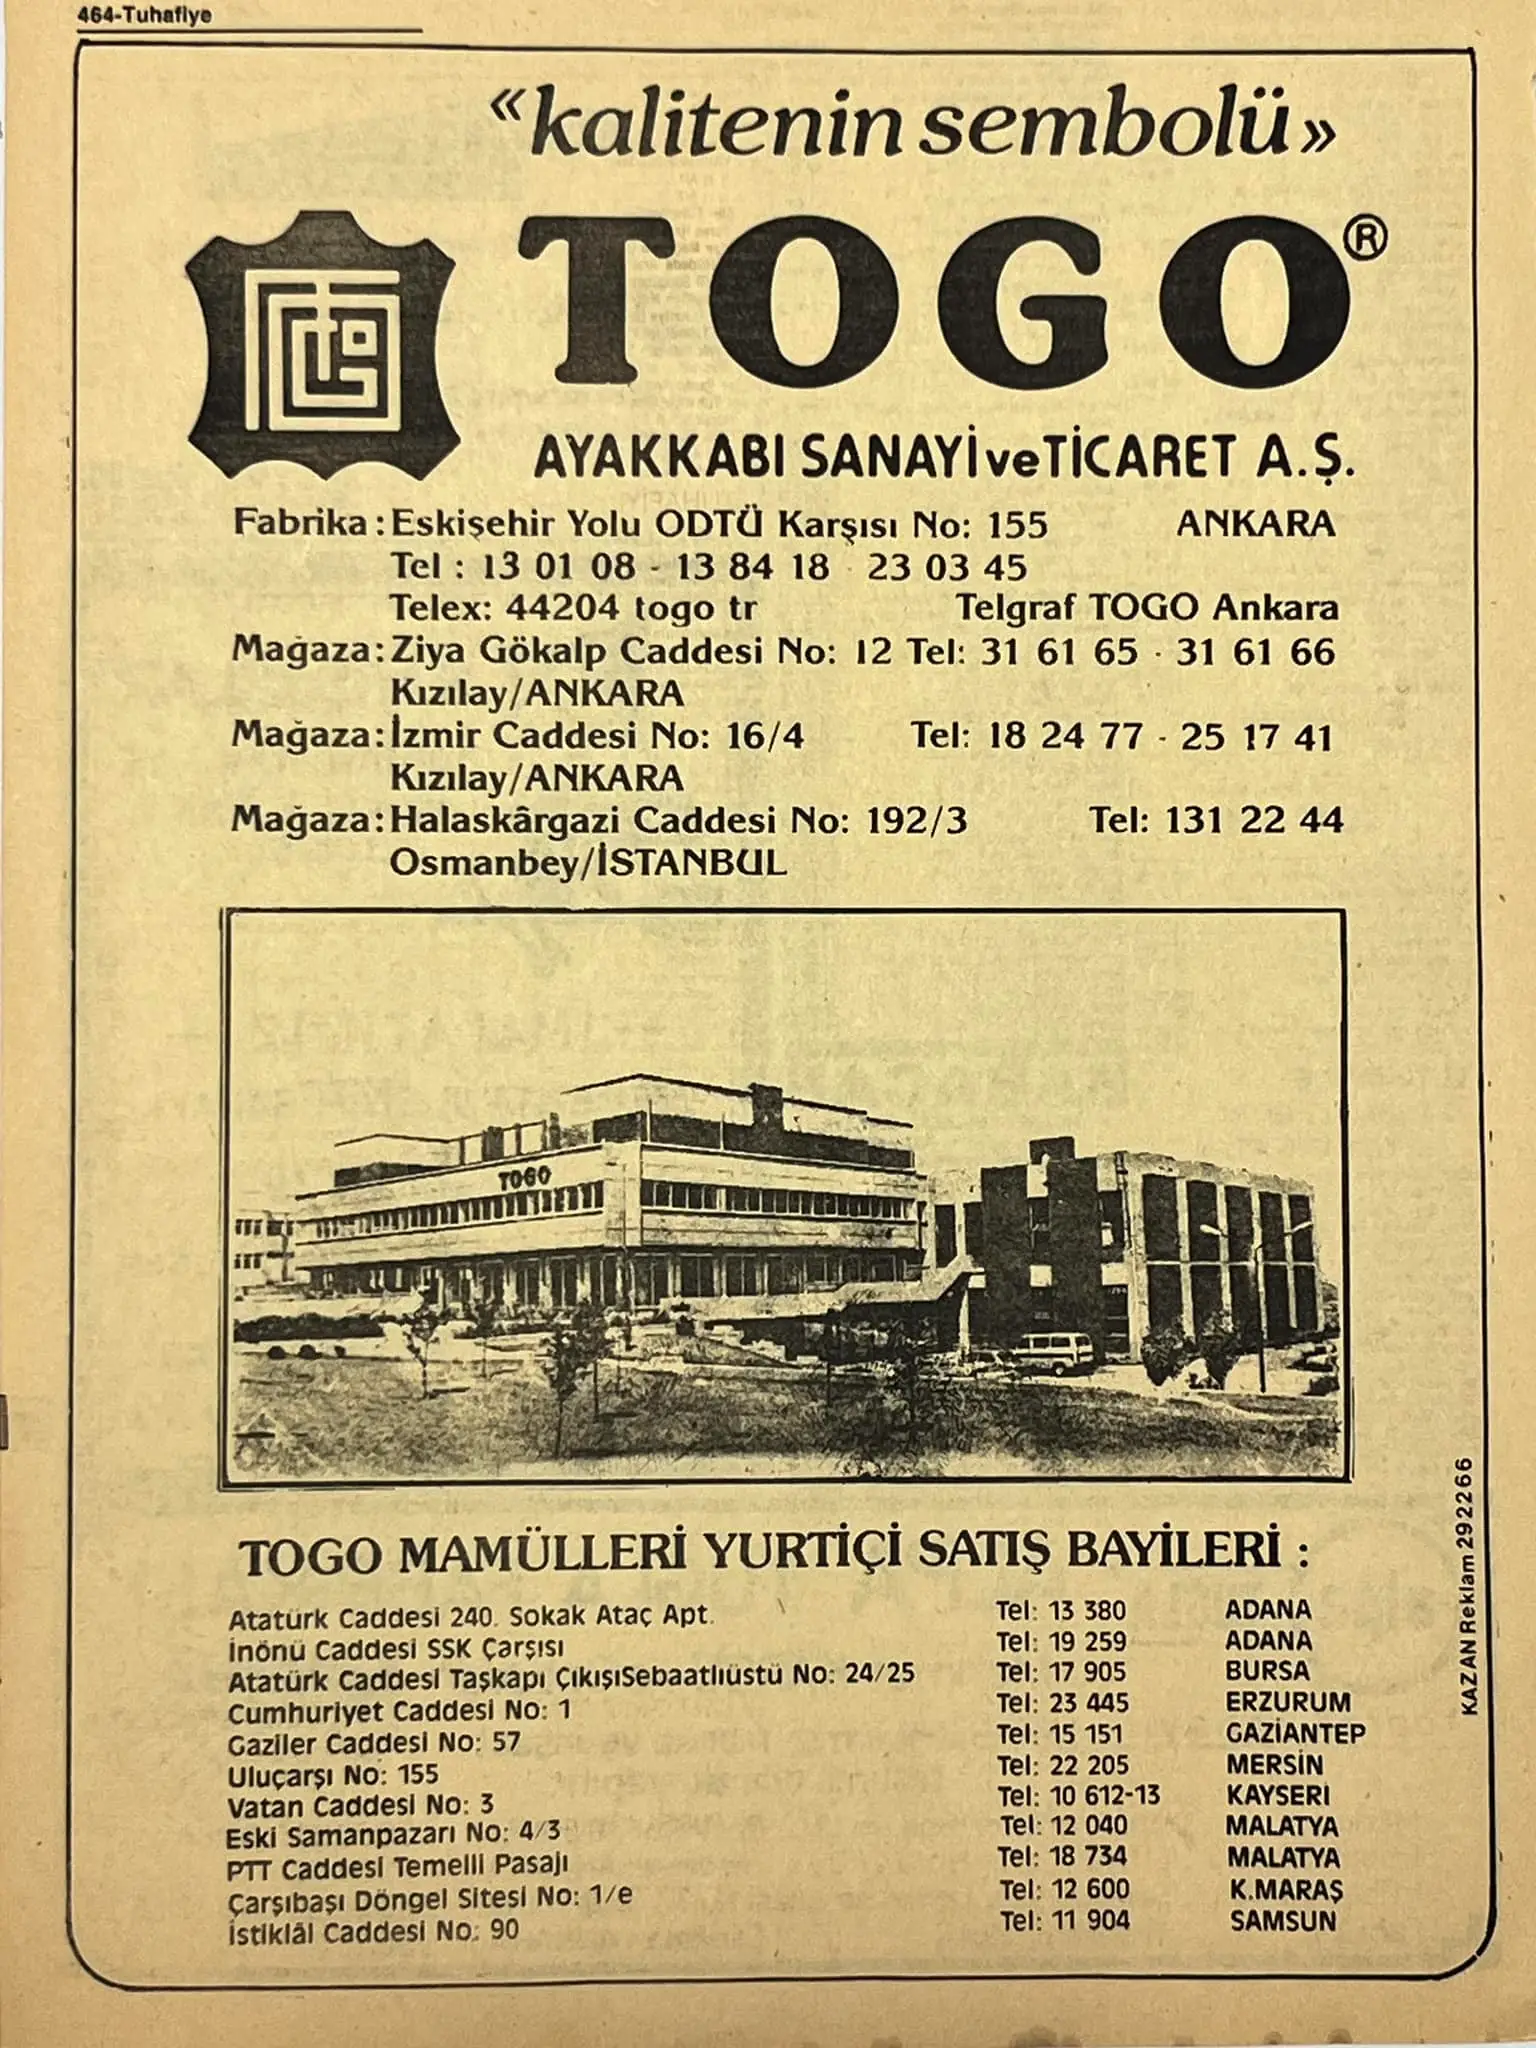 464-Tuhafiye
«kalitenin sembolü»
TOGO®
AYAKKABI SANAYİ ve TİCARET A.Ş.
Fabrika: Eskişehir Yolu ODTÜ Karşısı No: 155 ANKARA
Tel : 13 01 08 - 13 84 18 - 23 03 45
Telex: 44204 togo tr Telgraf TOGO Ankara
Mağaza: Ziya Gökalp Caddesi No: 12 Tel: 31 61 65 - 31 61 66
Kızılay/ANKARA
Mağaza: İzmir Caddesi No: 16/4 Tel: 18 24 77 - 25 17 41
Kızılay/ANKARA
Mağaza: Halaskârgazi Caddesi No: 192/3 Tel: 131 22 44
Osmanbey/İSTANBUL
TOGO
TOGO MAMÜLLERİ YURTİÇİ SATIŞ BAYİLERİ :
Atatürk Caddesi 240. Sokak Ataç Apt. Tel: 13 380 ADANA
İnönü Caddesi SSK Çarşısı Tel: 19 259 ADANA
Atatürk Caddesi Taşkapı ÇıkışıSebaatlıüstü No: 24/25 Tel: 17 905 BURSA
Cumhuriyet Caddesi No: 1 Tel: 23 445 ERZURUM
Gaziler Caddesi No: 57 Tel: 15 151 GAZİANTEP
Uluçarşı No: 155 Tel: 22 205 MERSİN
Vatan Caddesi No: 3 Tel: 10 612-13 KAYSERİ
Eski Samanpazarı No: 4/3 Tel: 12 040 MALATYA
PTT Caddesi Temelli Pasajı Tel: 18 734 MALATYA
Çarşıbaşı Döngel Sitesi No: 1/e Tel: 12 600 K.MARAŞ
İstiklâl Caddesi No: 90 Tel: 11 904 SAMSUN
KAZAN Reklam 29 22 66